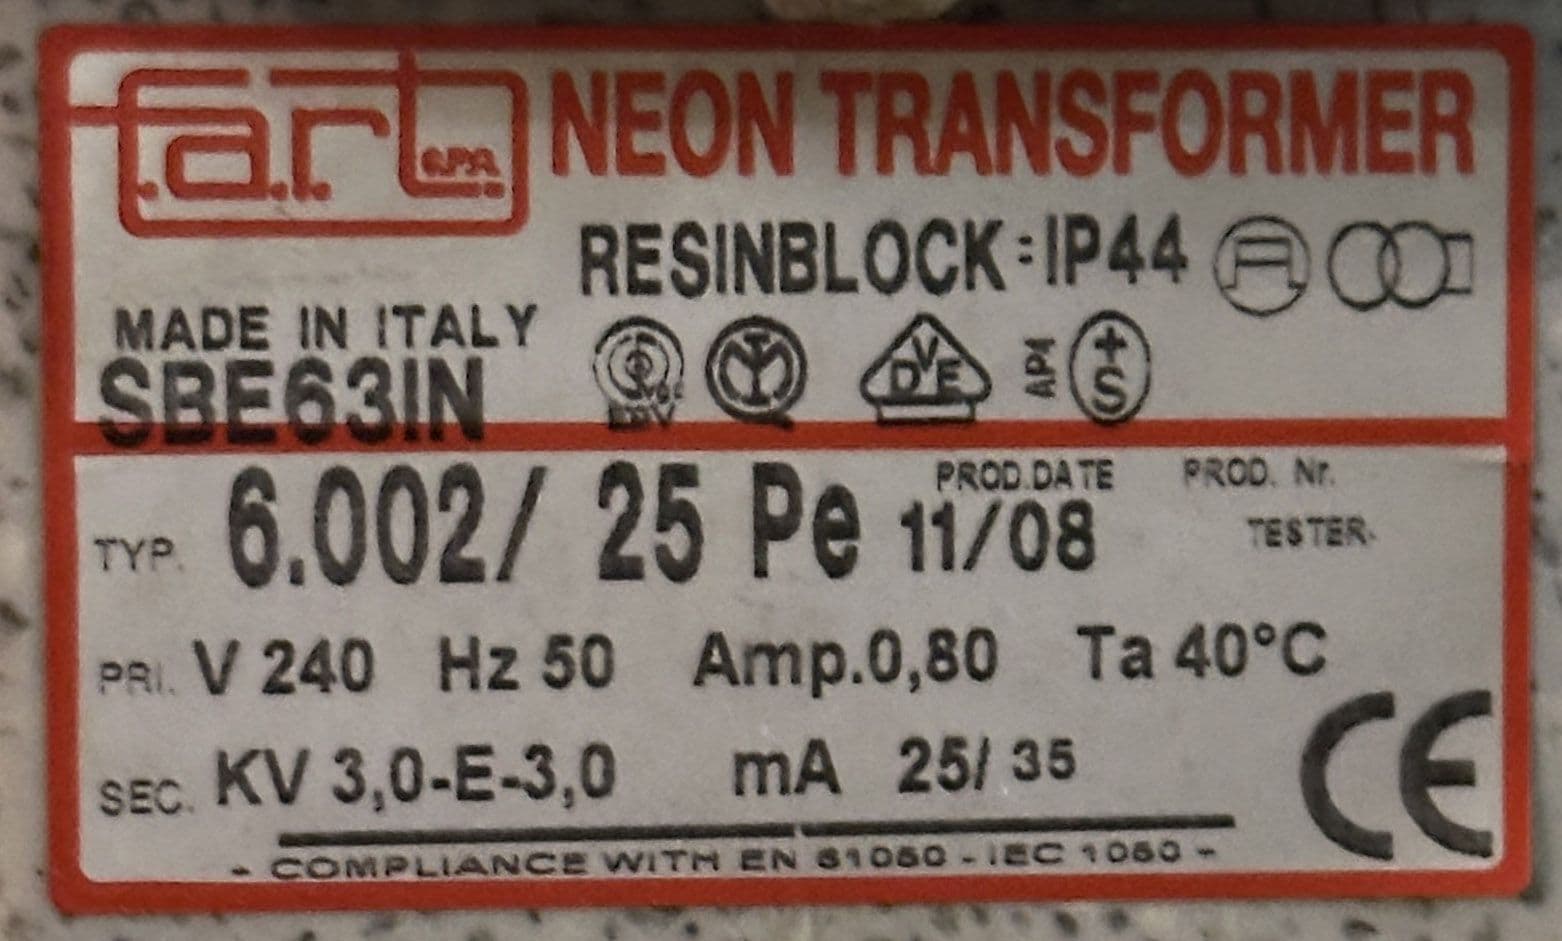 f.a.r.t. S.P.A.
NEON TRANSFORMER
RESINBLOCK : IP44
MADE IN ITALY
SBE63IN
VDE
AP4
+S
TYP. 6.002/ 25 Pe
PROD.DATE
11/08
PROD. Nr.
TESTER.
PRI. V 240 Hz 50 Amp.0,80 Ta 40°C
SEC. KV 3,0-E-3,0 mA 25/ 35
CE
- COMPLIANCE WITH EN 61050 - IEC 1050 -